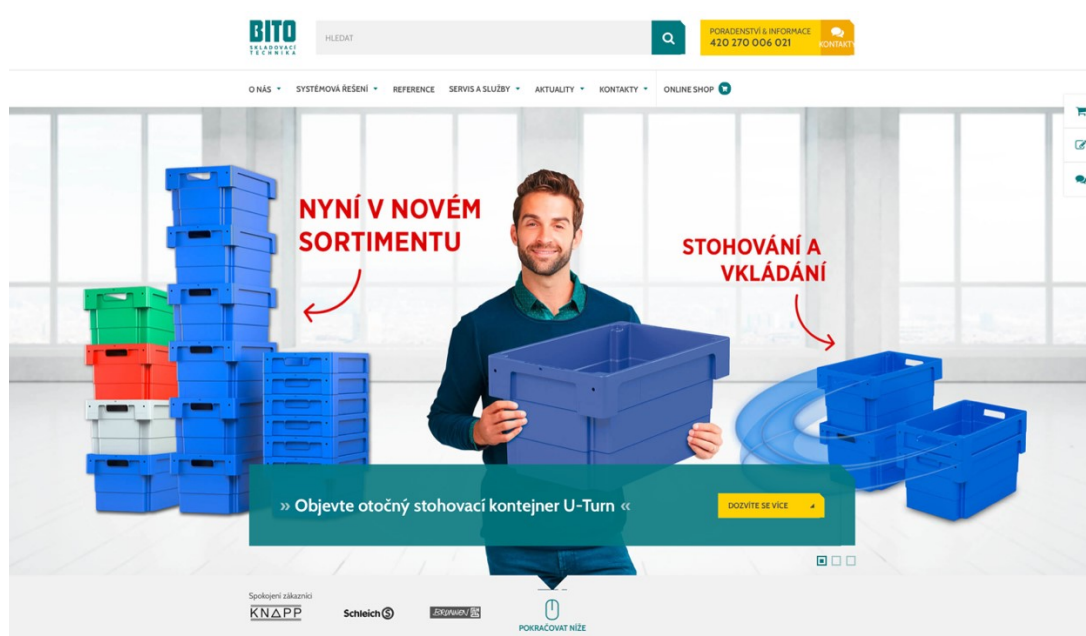 BITO
SKLADOVACÍ
TECHNIKA
HLEDAT
PORADENSTVÍ & INFORMACE
420 270 006 021
KONTAKTY
O NÁS
SYSTÉMOVÁ ŘEŠENÍ
REFERENCE
SERVIS A SLUŽBY
AKTUALITY
KONTAKTY
ONLINE SHOP
NYNÍ V NOVÉM
SORTIMENTU
STOHOVÁNÍ A
VKLÁDÁNÍ
» Objevte otočný stohovací kontejner U-Turn «
DOZVÍTE SE VÍCE
Spokojení zákazníci
KNAPP
Schleich S
POKRAČOVAT NÍŽE